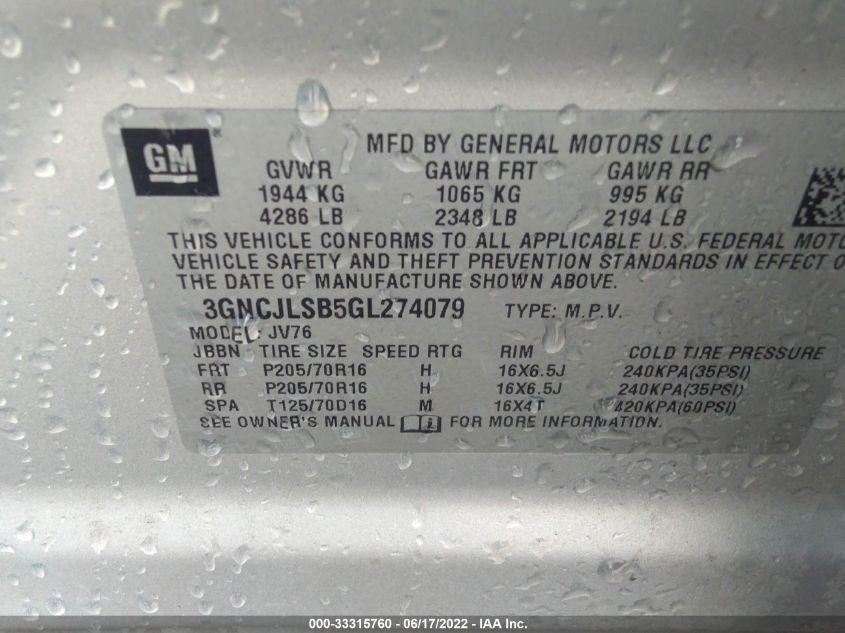 GM
MFD BY GENERAL MOTORS LLC
GVWR GAWR FRT GAWR RR
1944 KG 1065 KG 995 KG
4286 LB 2348 LB 2194 LB
THIS VEHICLE CONFORMS TO ALL APPLICABLE U.S. FEDERAL MOTO
VEHICLE SAFETY AND THEFT PREVENTION STANDARDS IN EFFECT O
THE DATE OF MANUFACTURE SHOWN ABOVE.
3GNCJLSB5GL274079 TYPE: M.P.V.
MODEL: JV76
JBBN TIRE SIZE SPEED RTG RIM COLD TIRE PRESSURE
FRT P205/70R16 H 16X6.5J 240KPA(35PSI)
RR P205/70R16 H 16X6.5J 240KPA(35PSI)
SPA T125/70D16 M 16X4T 420KPA(60PSI)
SEE OWNER'S MANUAL FOR MORE INFORMATION.
000-33315760 - 06/17/2022 - IAA Inc.